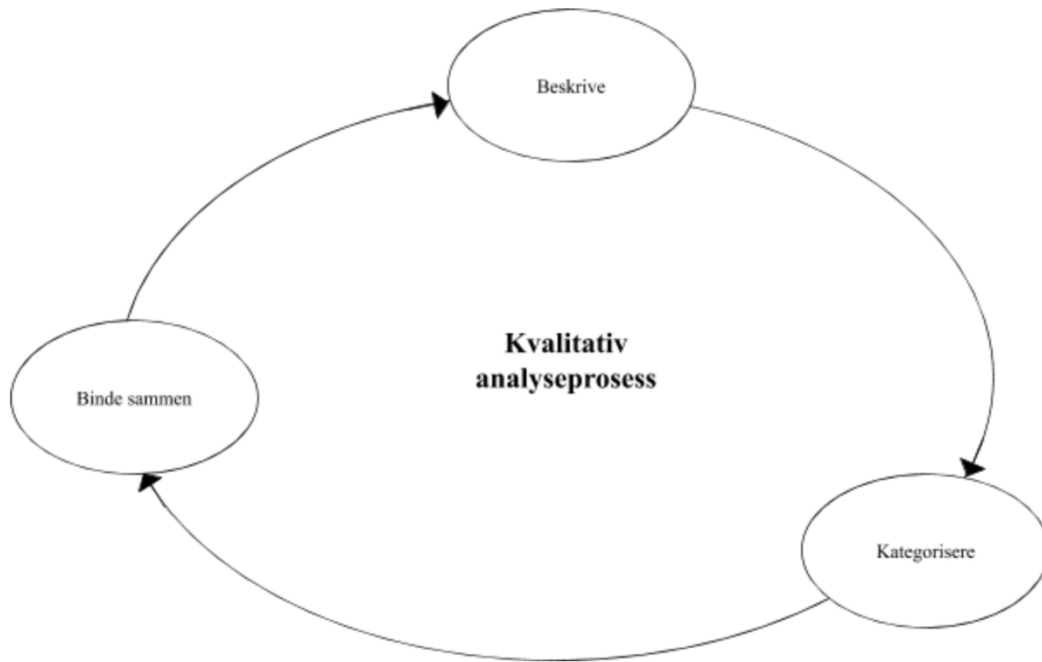 Beskrive
Kvalitativ
analyseprosess
Binde sammen
Kategorisere